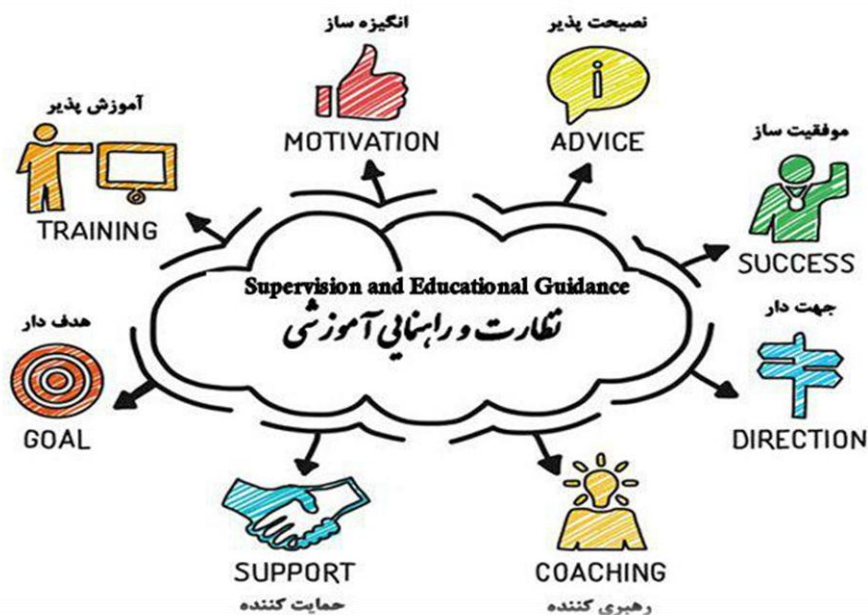 انگیزه ساز
MOTIVATION
نصیحت پذیر
ADVICE
آموزش پذیر
TRAINING
موفقیت ساز
SUCCESS
Supervision and Educational Guidance
نظارت و راهنمایی آموزشی
هدف دار
GOAL
جهت دار
DIRECTION
SUPPORT
حمایت کننده
COACHING
رهبری کننده